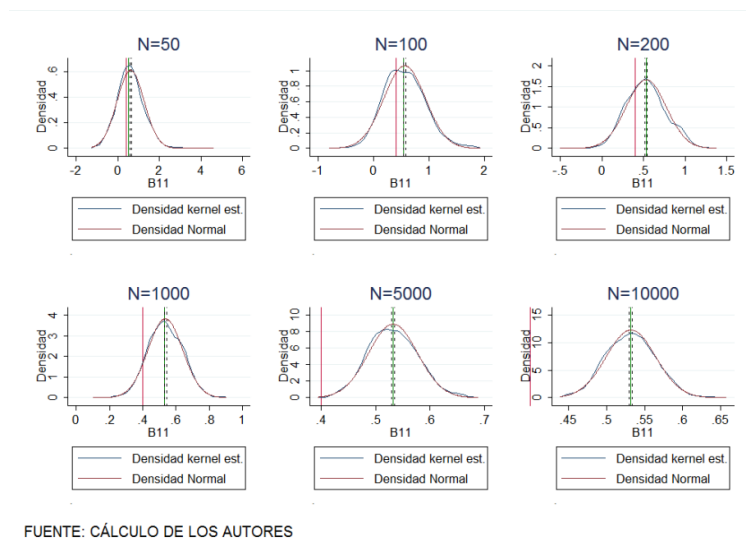 N=50
N=100
N=200
Densidad
0 .2 .4 .6
-2 0 2 4 6
B11
Densidad kernel est.
Densidad Normal
Densidad
0 .2 .4 .6 .8 1
-1 0 1 2
B11
Densidad kernel est.
Densidad Normal
Densidad
0 .5 1 1.5 2
-.5 0 .5 1 1.5
B11
Densidad kernel est.
Densidad Normal
N=1000
N=5000
N=10000
Densidad
0 1 2 3 4
0 .2 .4 .6 .8 1
B11
Densidad kernel est.
Densidad Normal
Densidad
0 2 4 6 8 10
.4 .5 .6 .7
B11
Densidad kernel est.
Densidad Normal
Densidad
0 5 10 15
.45 .5 .55 .6 .65
B11
Densidad kernel est.
Densidad Normal
FUENTE: CÁLCULO DE LOS AUTORES